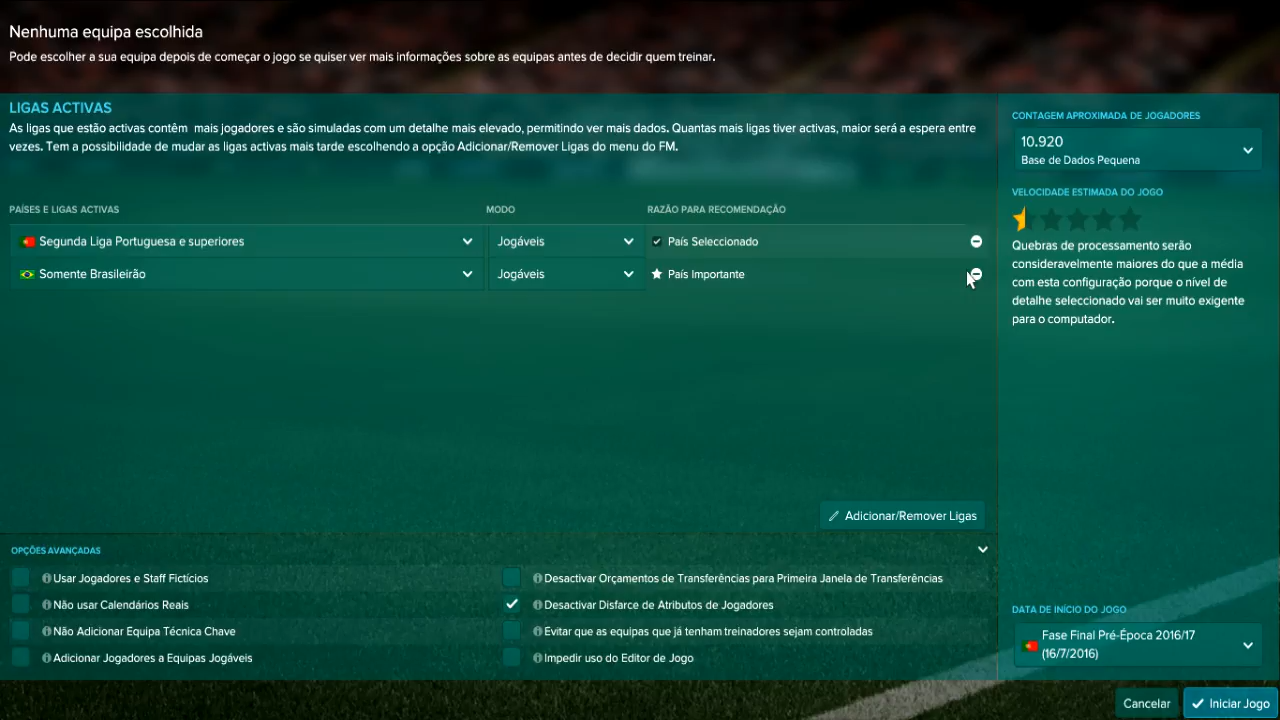 Nenhuma equipa escolhida
Pode escolher a sua equipa depois de começar o jogo se quiser ver mais informações sobre as equipas antes de decidir quem treinar.
LIGAS ACTIVAS
As ligas que estão activas contêm mais jogadores e são simuladas com um detalhe mais elevado, permitindo ver mais dados. Quantas mais ligas tiver activas, maior será a espera entre
vezes. Tem a possibilidade de mudar as ligas activas mais tarde escolhendo a opção Adicionar/Remover Ligas do menu do FM.
PAÍSES E LIGAS ACTIVAS MODO RAZÃO PARA RECOMENDAÇÃO
Segunda Liga Portuguesa e superiores Jogáveis País Seleccionado
Somente Brasileirão Jogáveis País Importante
Adicionar/Remover Ligas
OPÇÕES AVANÇADAS
Usar Jogadores e Staff Fictícios Desactivar Orçamentos de Transferências para Primeira Janela de Transferências
Não usar Calendários Reais Desactivar Disfarce de Atributos de Jogadores
Não Adicionar Equipa Técnica Chave Evitar que as equipas que já tenham treinadores sejam controladas
Adicionar Jogadores a Equipas Jogáveis Impedir uso do Editor de Jogo
CONTAGEM APROXIMADA DE JOGADORES
10.920
Base de Dados Pequena
VELOCIDADE ESTIMADA DO JOGO
Quebras de processamento serão
consideravelmente maiores do que a média
com esta configuração porque o nível de
detalhe seleccionado vai ser muito exigente
para o computador.
DATA DE INÍCIO DO JOGO
Fase Final Pré-Época 2016/17
(16/7/2016)
Cancelar Iniciar Jogo